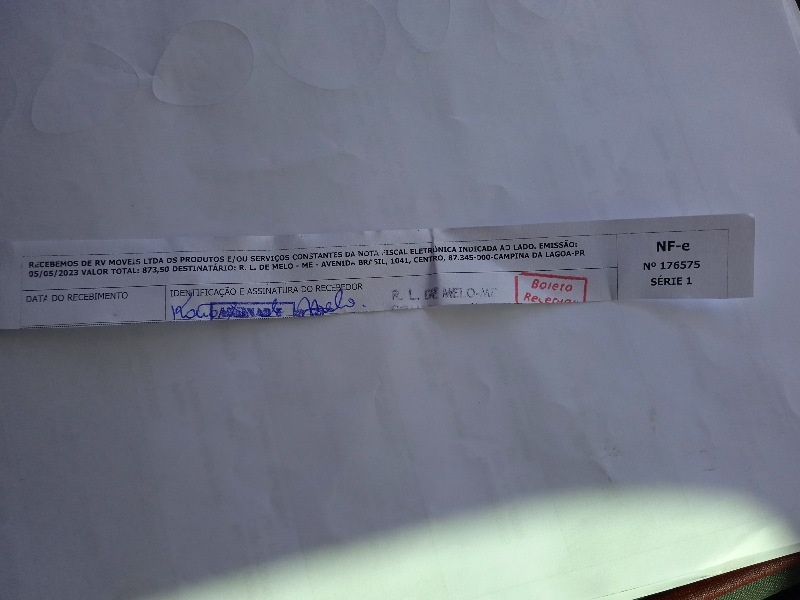 RECEBEMOS DE RV MOVEIS LTDA OS PRODUTOS E/OU SERVIÇOS CONSTANTES DA NOTA FISCAL ELETRÔNICA INDICADA AO LADO. EMISSÃO:
05/05/2023 VALOR TOTAL: 873,50 DESTINATÁRIO: R. L. DE MELO - ME - AVENIDA BRASIL, 1041, CENTRO, 87.345-000-CAMPINA DA LAGOA-PR
DATA DO RECEBIMENTO
IDENTIFICAÇÃO E ASSINATURA DO RECEBEDOR
Melo
R. L. DE MELO-ME
Boleto
Recebido
NF-e
Nº 176575
SÉRIE 1